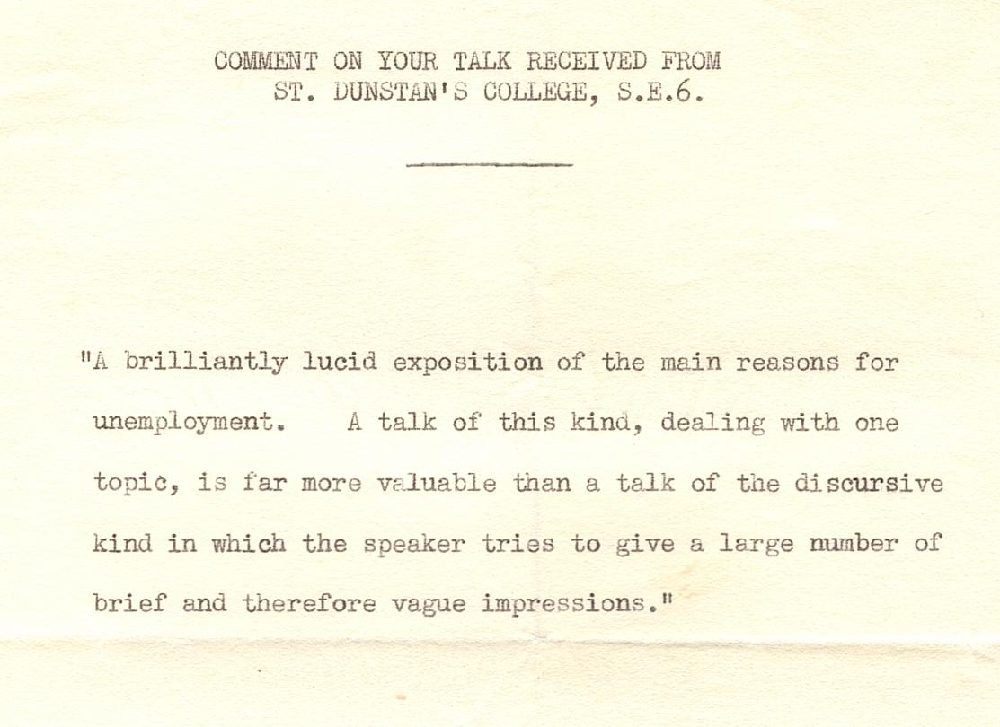 COMMENT ON YOUR TALK RECEIVED FROM
ST. DUNSTAN'S COLLEGE, S.E.6.
"A brilliantly lucid exposition of the main reasons for
unemployment. A talk of this kind, dealing with one
topic, is far more valuable than a talk of the discursive
kind in which the speaker tries to give a large number of
brief and therefore vague impressions."